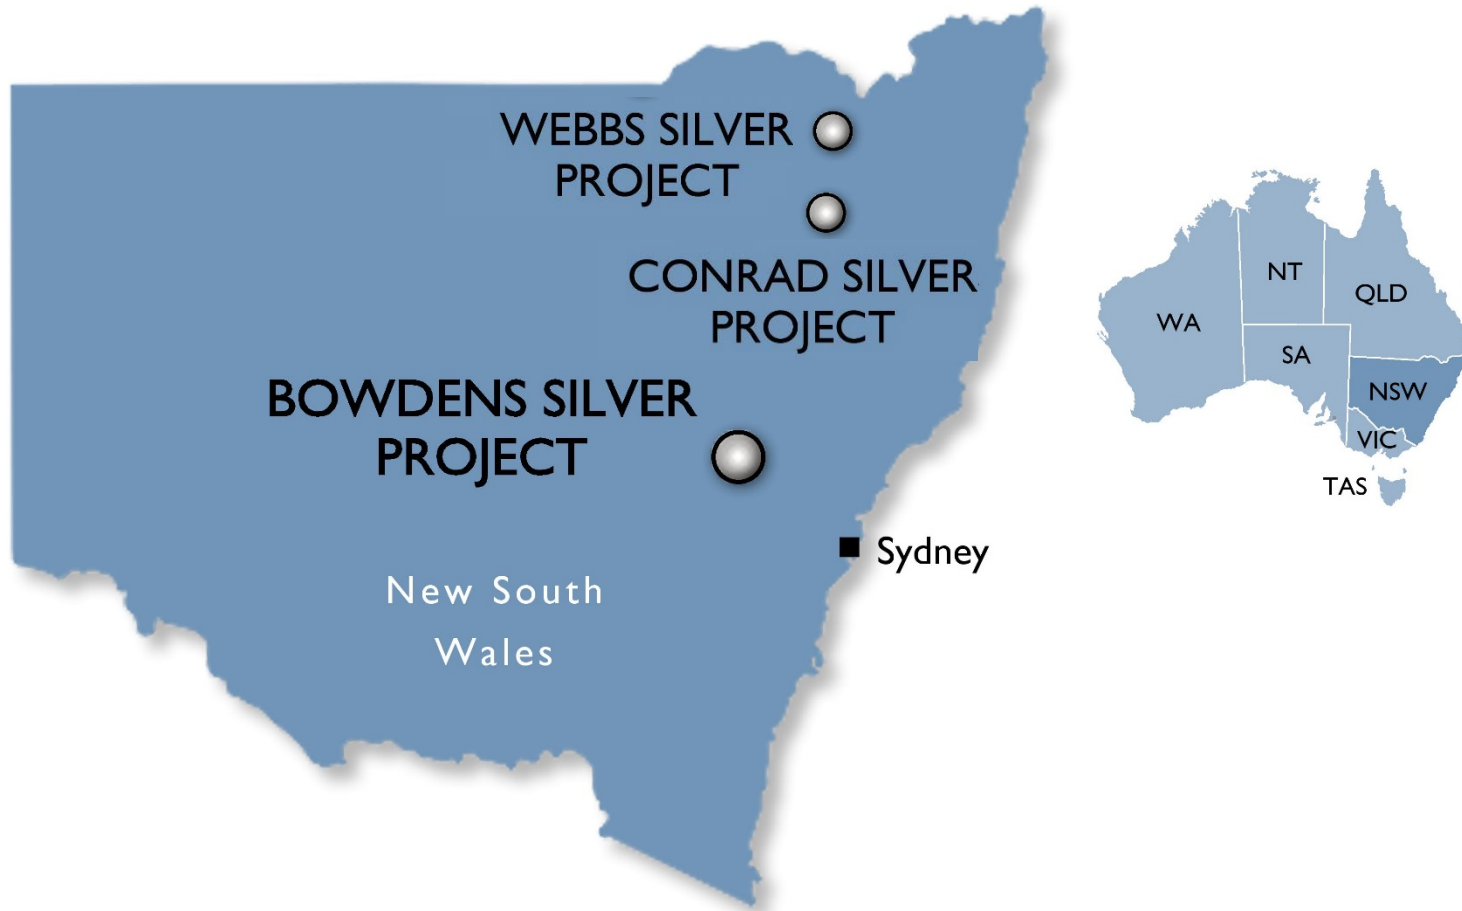 WEBBS SILVER
PROJECT
CONRAD SILVER
PROJECT
BOWDENS SILVER
PROJECT
Sydney
New South
Wales
NT
QLD
WA
SA
NSW
VIC
TAS